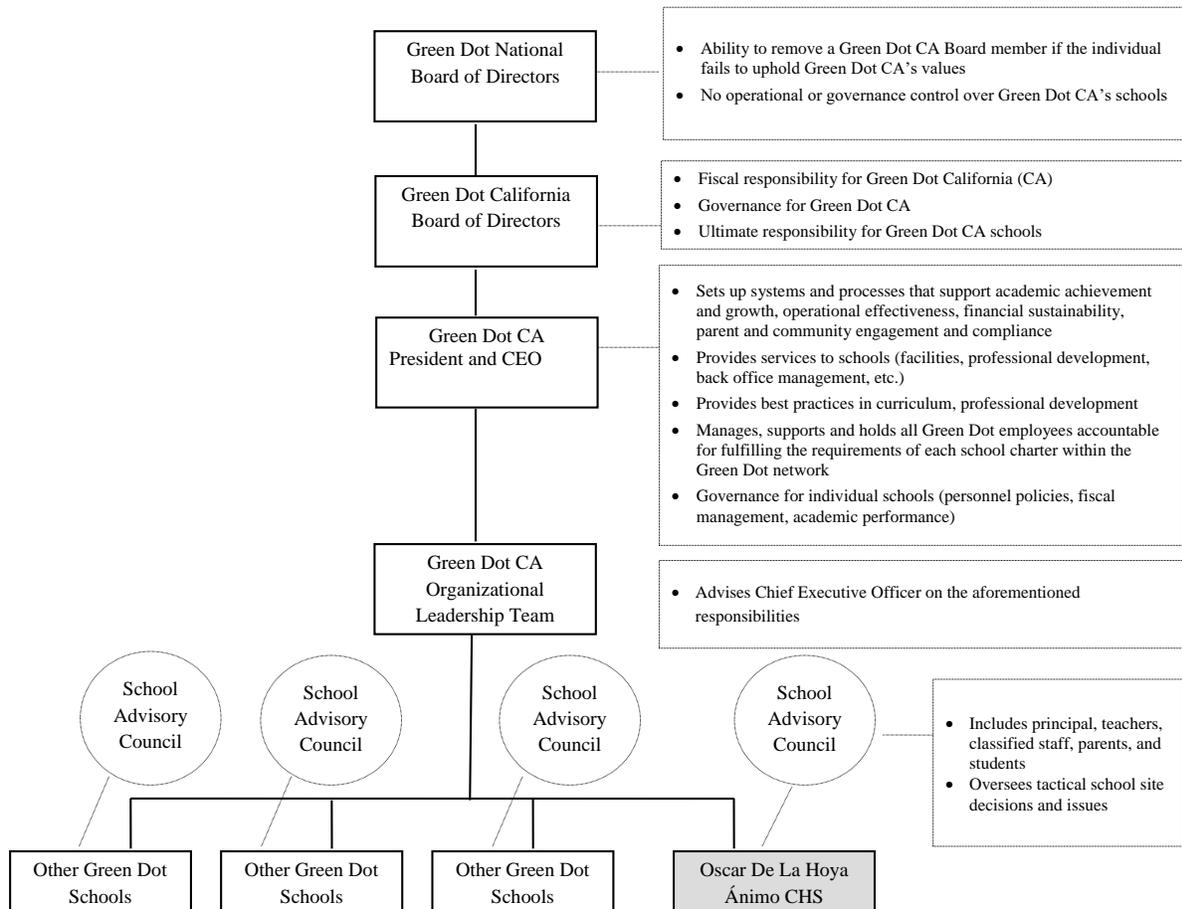 Green Dot National
Board of Directors
• Ability to remove a Green Dot CA Board member if the individual
fails to uphold Green Dot CA’s values
• No operational or governance control over Green Dot CA’s schools
Green Dot California
Board of Directors
• Fiscal responsibility for Green Dot California (CA)
• Governance for Green Dot CA
• Ultimate responsibility for Green Dot CA schools
Green Dot CA
President and CEO
• Sets up systems and processes that support academic achievement
and growth, operational effectiveness, financial sustainability,
parent and community engagement and compliance
• Provides services to schools (facilities, professional development,
back office management, etc.)
• Provides best practices in curriculum, professional development
• Manages, supports and holds all Green Dot employees accountable
for fulfilling the requirements of each school charter within the
Green Dot network
• Governance for individual schools (personnel policies, fiscal
management, academic performance)
Green Dot CA
Organizational
Leadership Team
• Advises Chief Executive Officer on the aforementioned
responsibilities
School
Advisory
Council
School
Advisory
Council
School
Advisory
Council
School
Advisory
Council
• Includes principal, teachers,
classified staff, parents, and
students
• Oversees tactical school site
decisions and issues
Other Green Dot
Schools
Other Green Dot
Schools
Other Green Dot
Schools
Oscar De La Hoya
Ánimo CHS